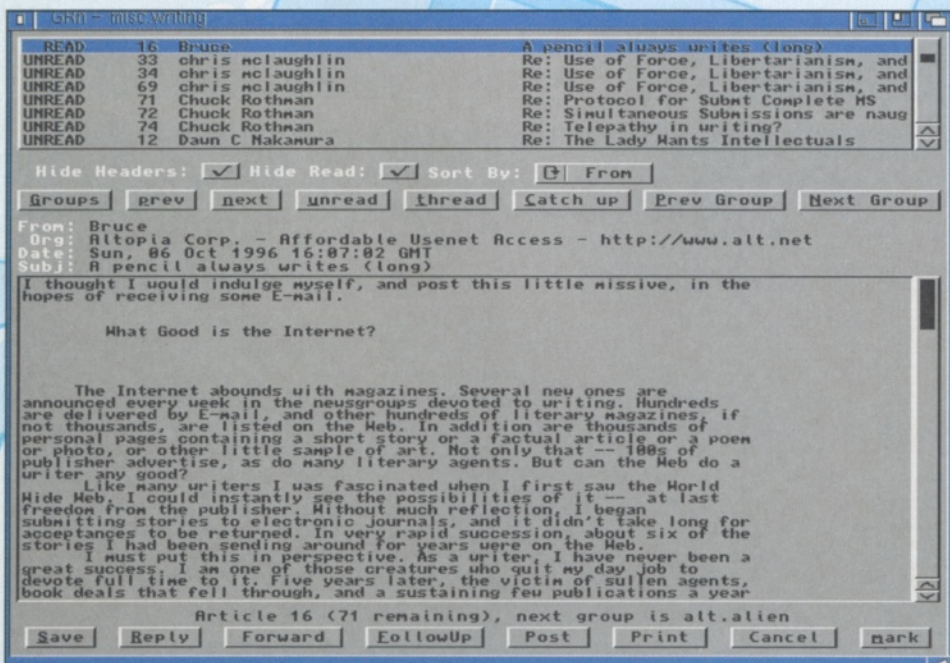 GRn - misc.writing
READ 16 Bruce A pencil always writes (long)
UNREAD 33 chris mclaughlin Re: Use of Force, Libertarianism, and
UNREAD 34 chris mclaughlin Re: Use of Force, Libertarianism, and
UNREAD 69 chris mclaughlin Re: Use of Force, Libertarianism, and
UNREAD 71 Chuck Rothman Re: Protocol for Submt Complete MS
UNREAD 72 Chuck Rothman Re: Simultaneous Submissions are naug
UNREAD 74 Chuck Rothman Re: Telepathy in writing?
UNREAD 12 Dawn C Nakamura Re: The Lady Wants Intellectuals
Hide Headers: Hide Read: Sort By: From
Groups prev next unread thread Catch up Prev Group Next Group
From: Bruce
Org: Altopia Corp. - Affordable Usenet Access - http://www.alt.net
Date: Sun, 06 Oct 1996 16:07:02 GMT
Subj: A pencil always writes (long)
I thought I would indulge myself, and post this little missive, in the
hopes of receiving some E-mail.
What Good is the Internet?
The Internet abounds with magazines. Several new ones are
announced every week in the newsgroups devoted to writing. Hundreds
are delivered by E-mail, and other hundreds of literary magazines, if
not thousands, are listed on the Web. In addition are thousands of
personal pages containing a short story or a factual article or a poem
or photo, or other little sample of art. Not only that -- 100s of
publisher advertise, as do many literary agents. But can the Web do a
writer any good?
Like many writers I was fascinated when I first saw the World
Wide Web. I could instantly see the possibilities of it -- at last
freedom from the publisher. Without much reflection, I began
submitting stories to electronic journals, and it didn't take long for
acceptances to be returned. In very rapid succession, about six of the
stories I had been sending around for years were on the Web.
I must put this in perspective. As a writer, I have never been a
great success. I am one of those creatures who quit my day job to
devote full time to it. Five years later, the victim of sullen agents,
book deals that fell through, and a sustaining few publications a year
Article 16 (71 remaining), next group is alt.alien
Save Reply Forward FollowUp Post Print Cancel mark